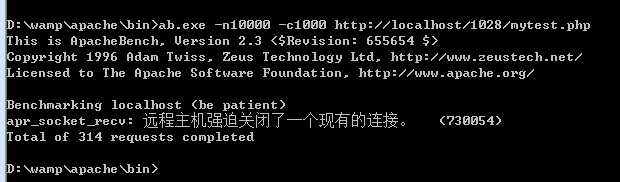 D:\wamp\apache\bin>ab.exe -n10000 -c1000 http://localhost/1028/mytest.php
This is ApacheBench, Version 2.3 <$Revision: 655654 $>
Copyright 1996 Adam Twiss, Zeus Technology Ltd, http://www.zeustech.net/
Licensed to The Apache Software Foundation, http://www.apache.org/
Benchmarking localhost (be patient)
apr_socket_recv: 远程主机强迫关闭了一个现有的连接。 (730054)
Total of 314 requests completed
D:\wamp\apache\bin>